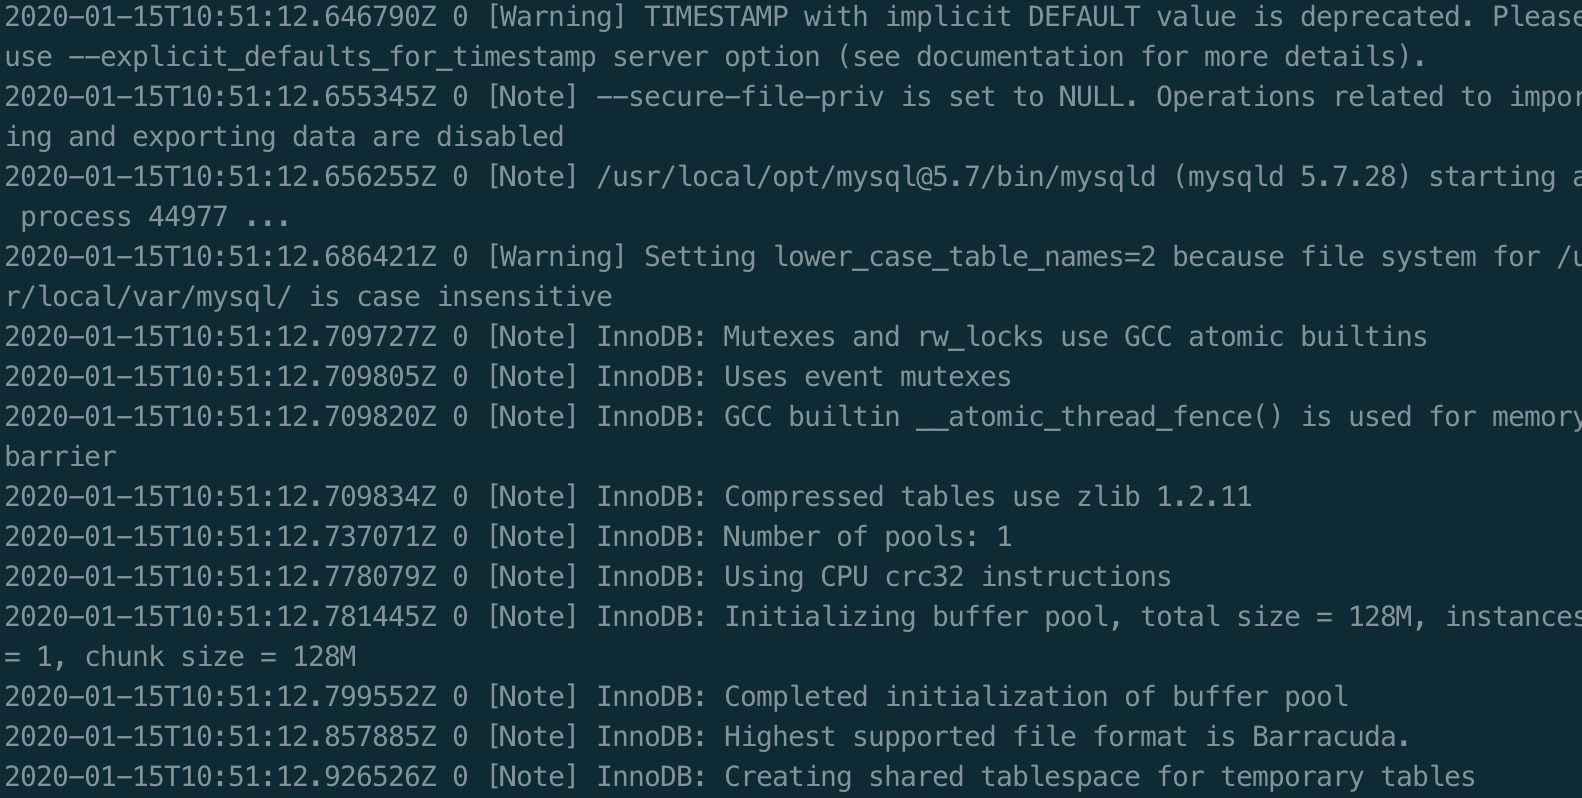 2020-01-15T10:51:12.646790Z 0 [Warning] TIMESTAMP with implicit DEFAULT value is deprecated. Please
use --explicit_defaults_for_timestamp server option (see documentation for more details).
2020-01-15T10:51:12.655345Z 0 [Note] --secure-file-priv is set to NULL. Operations related to impor
ing and exporting data are disabled
2020-01-15T10:51:12.656255Z 0 [Note] /usr/local/opt/mysql@5.7/bin/mysqld (mysqld 5.7.28) starting a
process 44977 ...
2020-01-15T10:51:12.686421Z 0 [Warning] Setting lower_case_table_names=2 because file system for /u
r/local/var/mysql/ is case insensitive
2020-01-15T10:51:12.709727Z 0 [Note] InnoDB: Mutexes and rw_locks use GCC atomic builtins
2020-01-15T10:51:12.709805Z 0 [Note] InnoDB: Uses event mutexes
2020-01-15T10:51:12.709820Z 0 [Note] InnoDB: GCC builtin __atomic_thread_fence() is used for memory
barrier
2020-01-15T10:51:12.709834Z 0 [Note] InnoDB: Compressed tables use zlib 1.2.11
2020-01-15T10:51:12.737071Z 0 [Note] InnoDB: Number of pools: 1
2020-01-15T10:51:12.778079Z 0 [Note] InnoDB: Using CPU crc32 instructions
2020-01-15T10:51:12.781445Z 0 [Note] InnoDB: Initializing buffer pool, total size = 128M, instances
= 1, chunk size = 128M
2020-01-15T10:51:12.799552Z 0 [Note] InnoDB: Completed initialization of buffer pool
2020-01-15T10:51:12.857885Z 0 [Note] InnoDB: Highest supported file format is Barracuda.
2020-01-15T10:51:12.926526Z 0 [Note] InnoDB: Creating shared tablespace for temporary tables